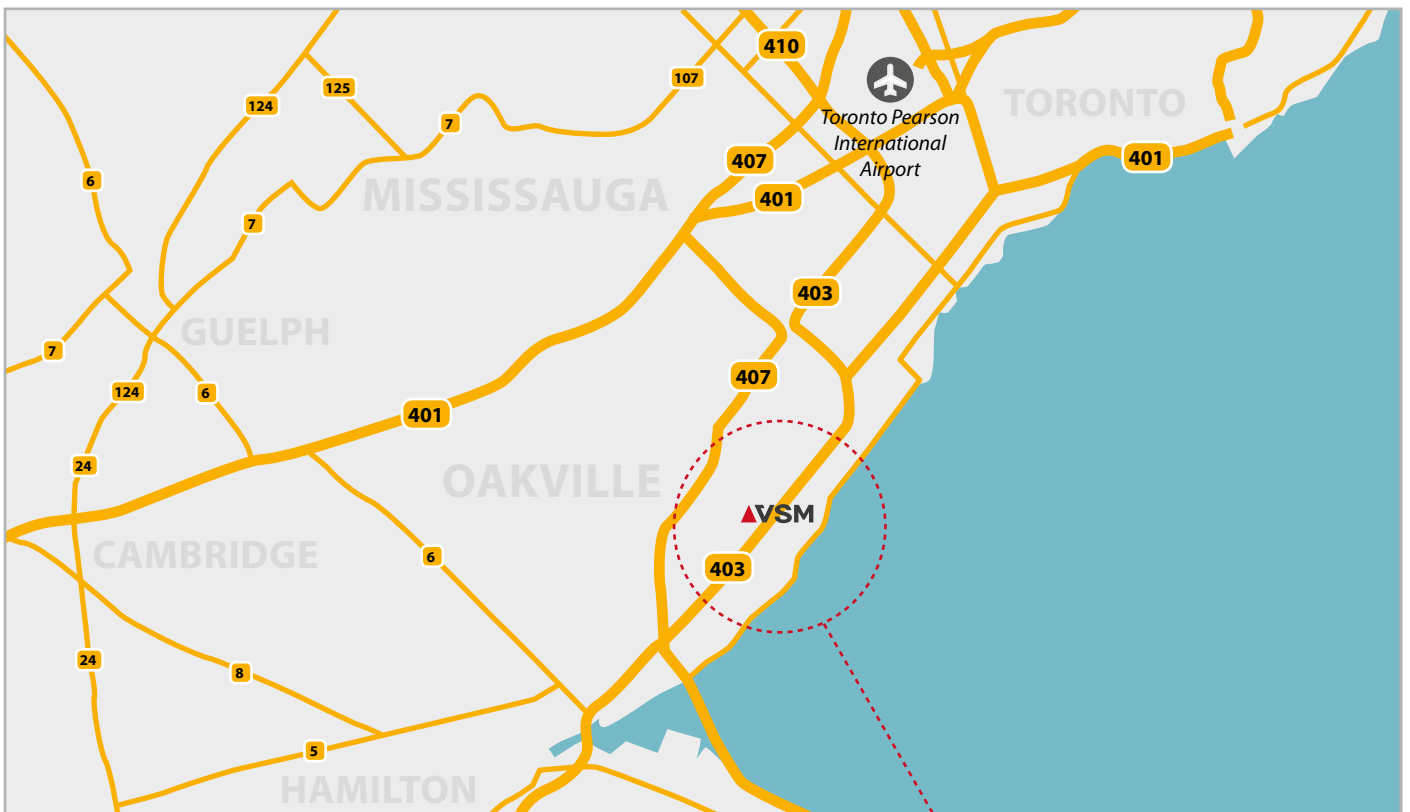 410
107
125
124
7
TORONTO
Toronto Pearson
International
Airport
401
407
6
MISSISSAUGA
401
7
403
GUELPH
7
407
124
6
401
24
OAKVILLE
VSM
CAMBRIDGE
6
403
24
8
5
HAMILTON